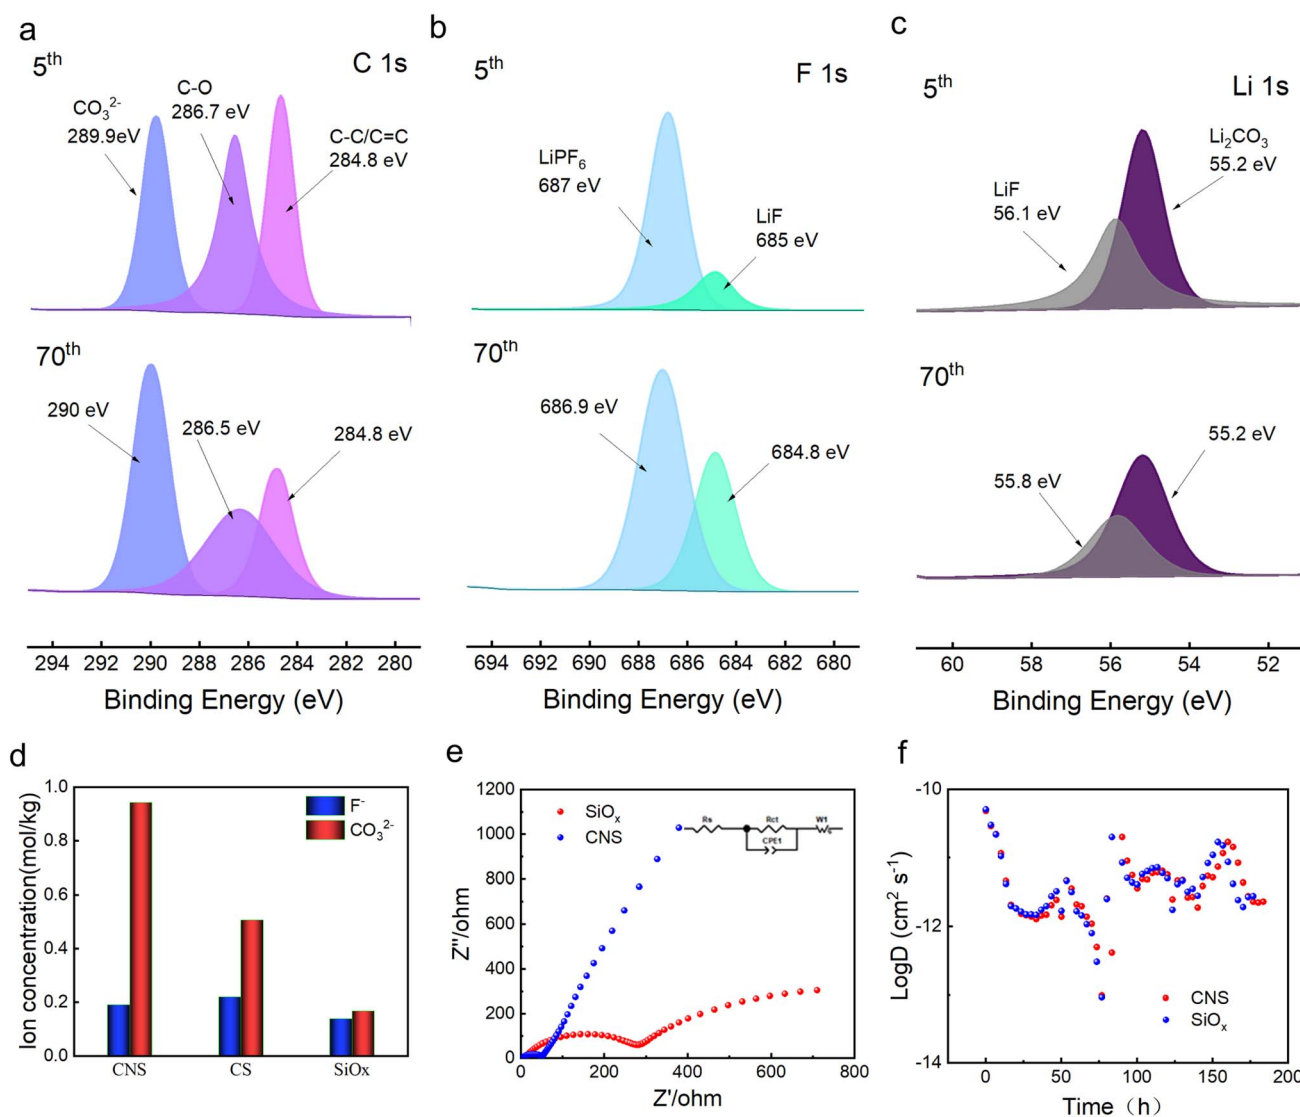 a
5th
C 1s
CO₃²⁻
289.9eV
C-O
286.7 eV
C-C/C=C
284.8 eV
70th
290 eV
286.5 eV
284.8 eV
294 292 290 288 286 284 282 280
Binding Energy (eV)
b
5th
F 1s
LiPF₆
687 eV
LiF
685 eV
70th
686.9 eV
684.8 eV
694 692 690 688 686 684 682 680
Binding Energy (eV)
c
5th
Li 1s
Li₂CO₃
55.2 eV
LiF
56.1 eV
70th
55.2 eV
55.8 eV
60 58 56 54 52
Binding Energy (eV)
d
Ion concentration(mol/kg)
1.0
0.8
0.6
0.4
0.2
0.0
F⁻
CO₃²⁻
CNS CS SiOx
e
Z''/ohm
1200
1000
800
600
400
200
0
SiOₓ
CNS
Rs Rct W1
CPE1
0 200 400 600 800
Z'/ohm
f
LogD (cm² s⁻¹)
-10
-12
-14
CNS
SiOₓ
0 50 100 150 200
Time（h）